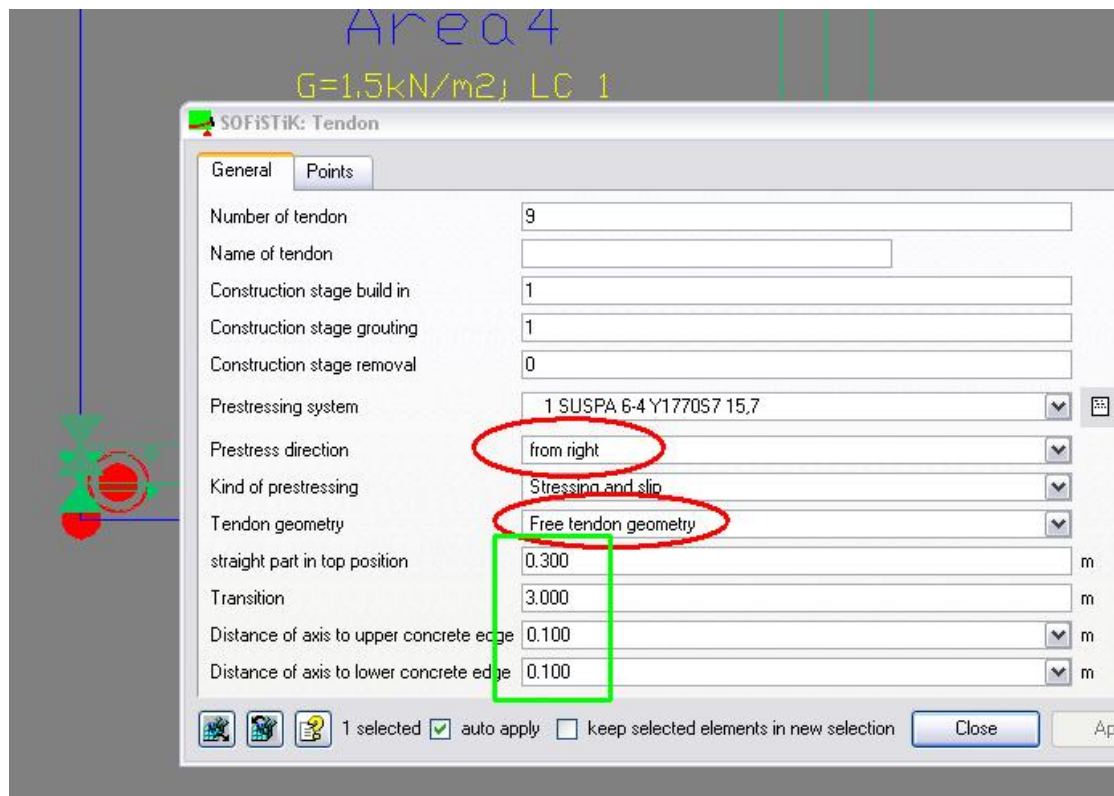 Area4
G=1.5kN/m2; LC 1
SOFiSTiK: Tendon
General Points
Number of tendon 9
Name of tendon
Construction stage build in 1
Construction stage grouting 1
Construction stage removal 0
Prestressing system 1 SUSPA 6-4 Y1770S7 15,7
Prestress direction from right
Kind of prestressing Stressing and slip
Tendon geometry Free tendon geometry
straight part in top position 0.300 m
Transition 3.000 m
Distance of axis to upper concrete edge 0.100 m
Distance of axis to lower concrete edge 0.100 m
1 selected auto apply keep selected elements in new selection Close Ap